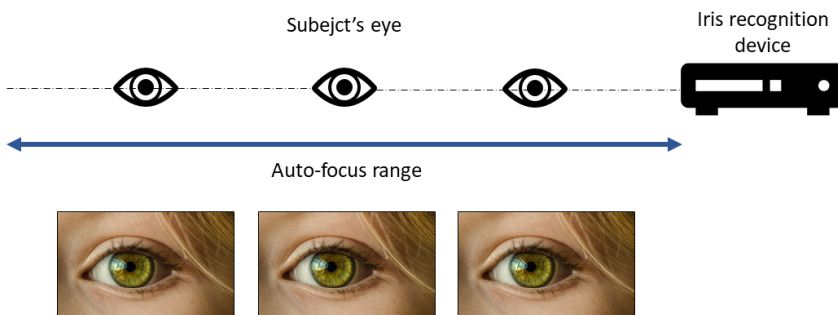 Subejct's eye
Iris recognition
device
Auto-focus range